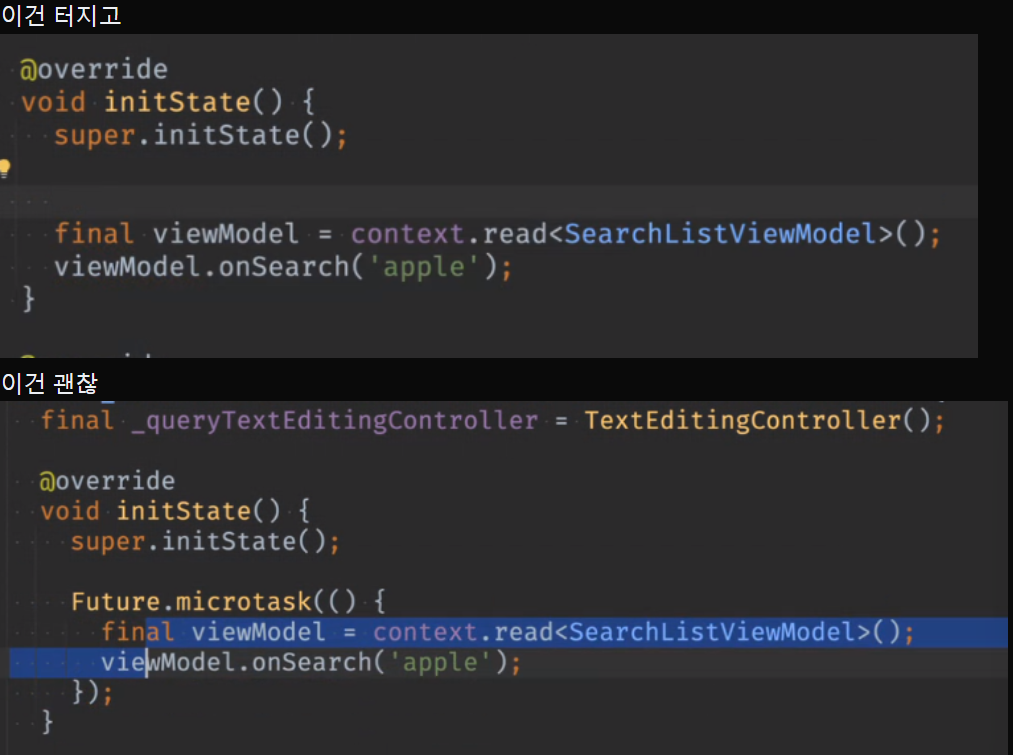 이건 터지고
@override
void initState() {
super.initState();
final viewModel = context.read<SearchListViewModel>();
viewModel.onSearch('apple');
}
이건 괜찮
final _queryTextEditingController = TextEditingController();
@override
void initState() {
super.initState();
Future.microtask(() {
final viewModel = context.read<SearchListViewModel>();
viewModel.onSearch('apple');
});
}